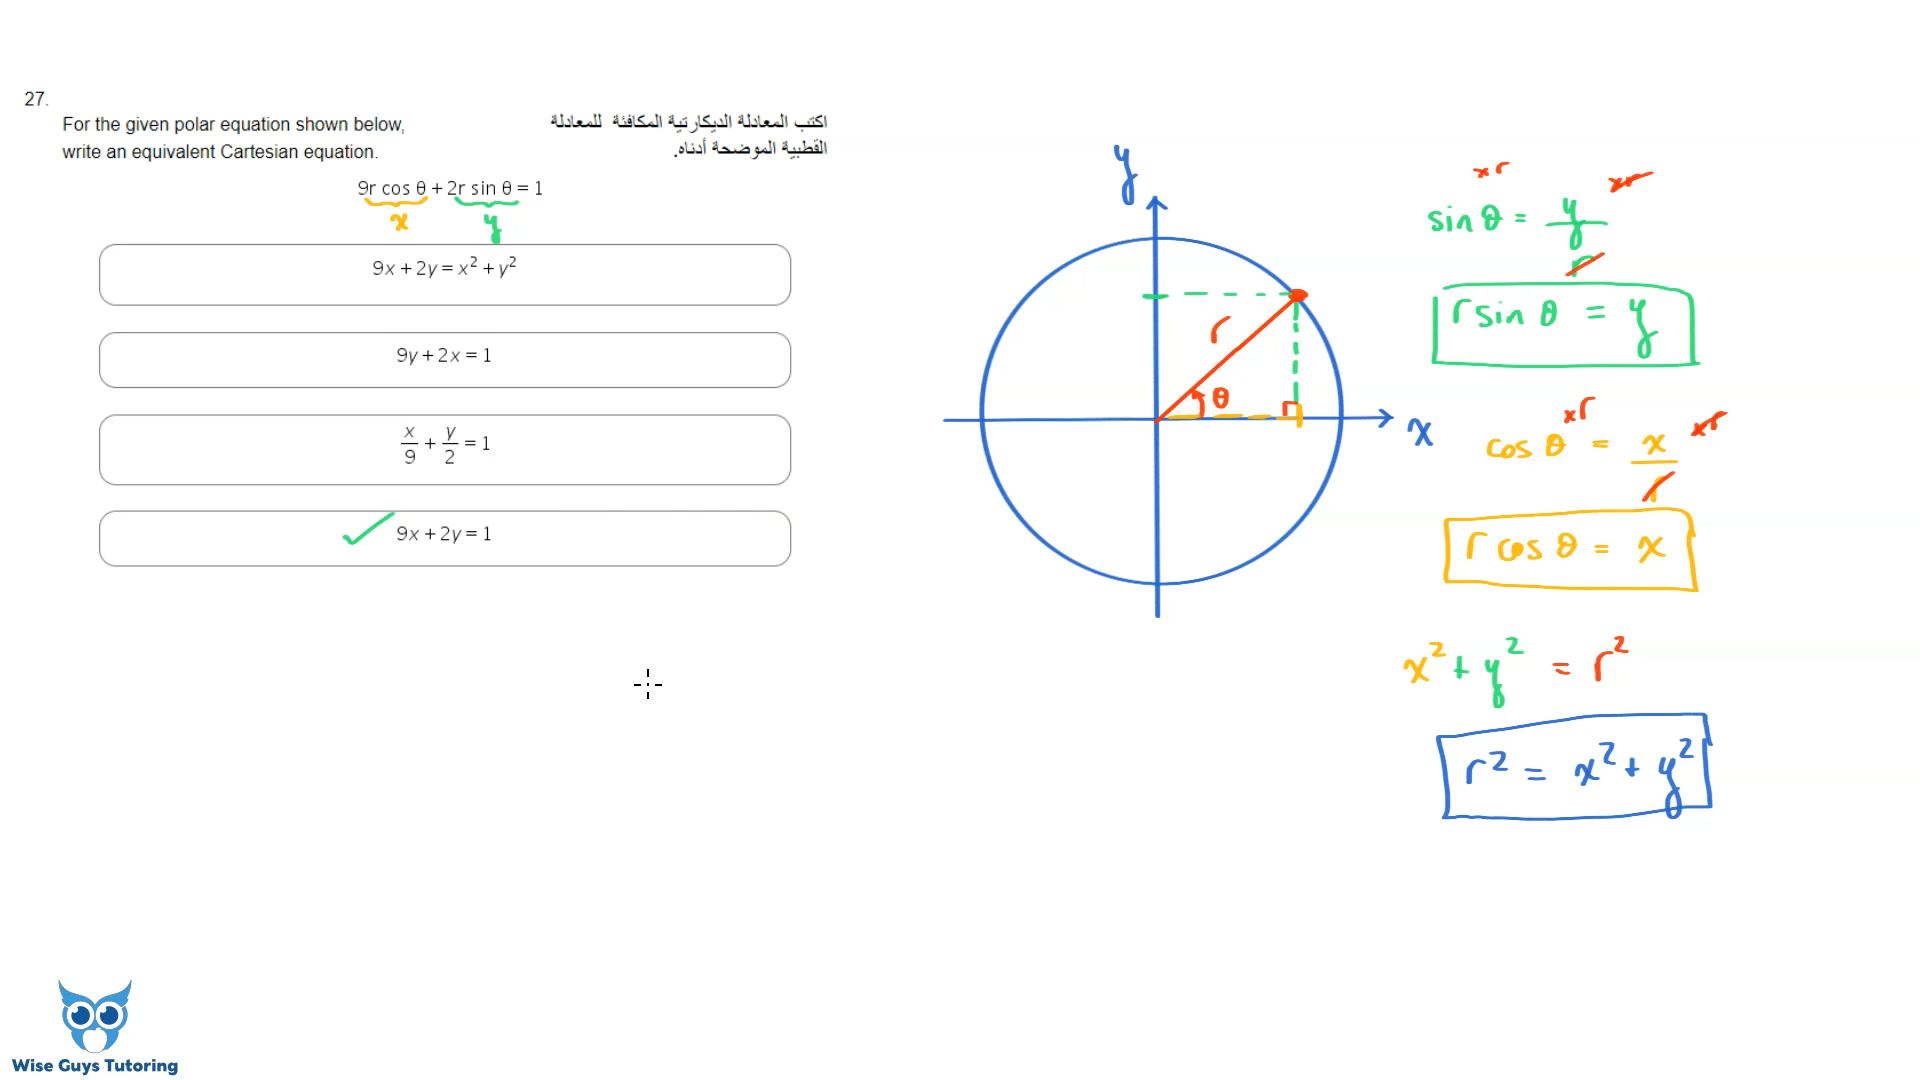 27.
For the given polar equation shown below,
write an equivalent Cartesian equation.
اكتب المعادلة الديكارتية المكافئة للمعادلة
القطبية الموضحة أدناه.
9r cos θ + 2r sin θ = 1
x y
9x + 2y = x² + y²
9y + 2x = 1
x/9 + y/2 = 1
9x + 2y = 1
y
r
θ
x
×r ×r
sin θ = y/r
r sin θ = y
×r ×r
cos θ = x/r
r cos θ = x
x² + y² = r²
r² = x² + y²
Wise Guys Tutoring